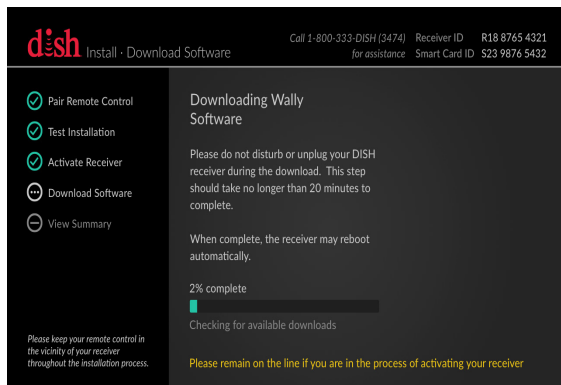 dish Install · Download Software
Call 1-800-333-DISH (3474)
for assistance
Receiver ID R18 8765 4321
Smart Card ID S23 9876 5432
Pair Remote Control
Test Installation
Activate Receiver
Download Software
View Summary
Please keep your remote control in
the vicinity of your receiver
throughout the installation process.
Downloading Wally
Software
Please do not disturb or unplug your DISH
receiver during the download. This step
should take no longer than 20 minutes to
complete.
When complete, the receiver may reboot
automatically.
2% complete
Checking for available downloads
Please remain on the line if you are in the process of activating your receiver